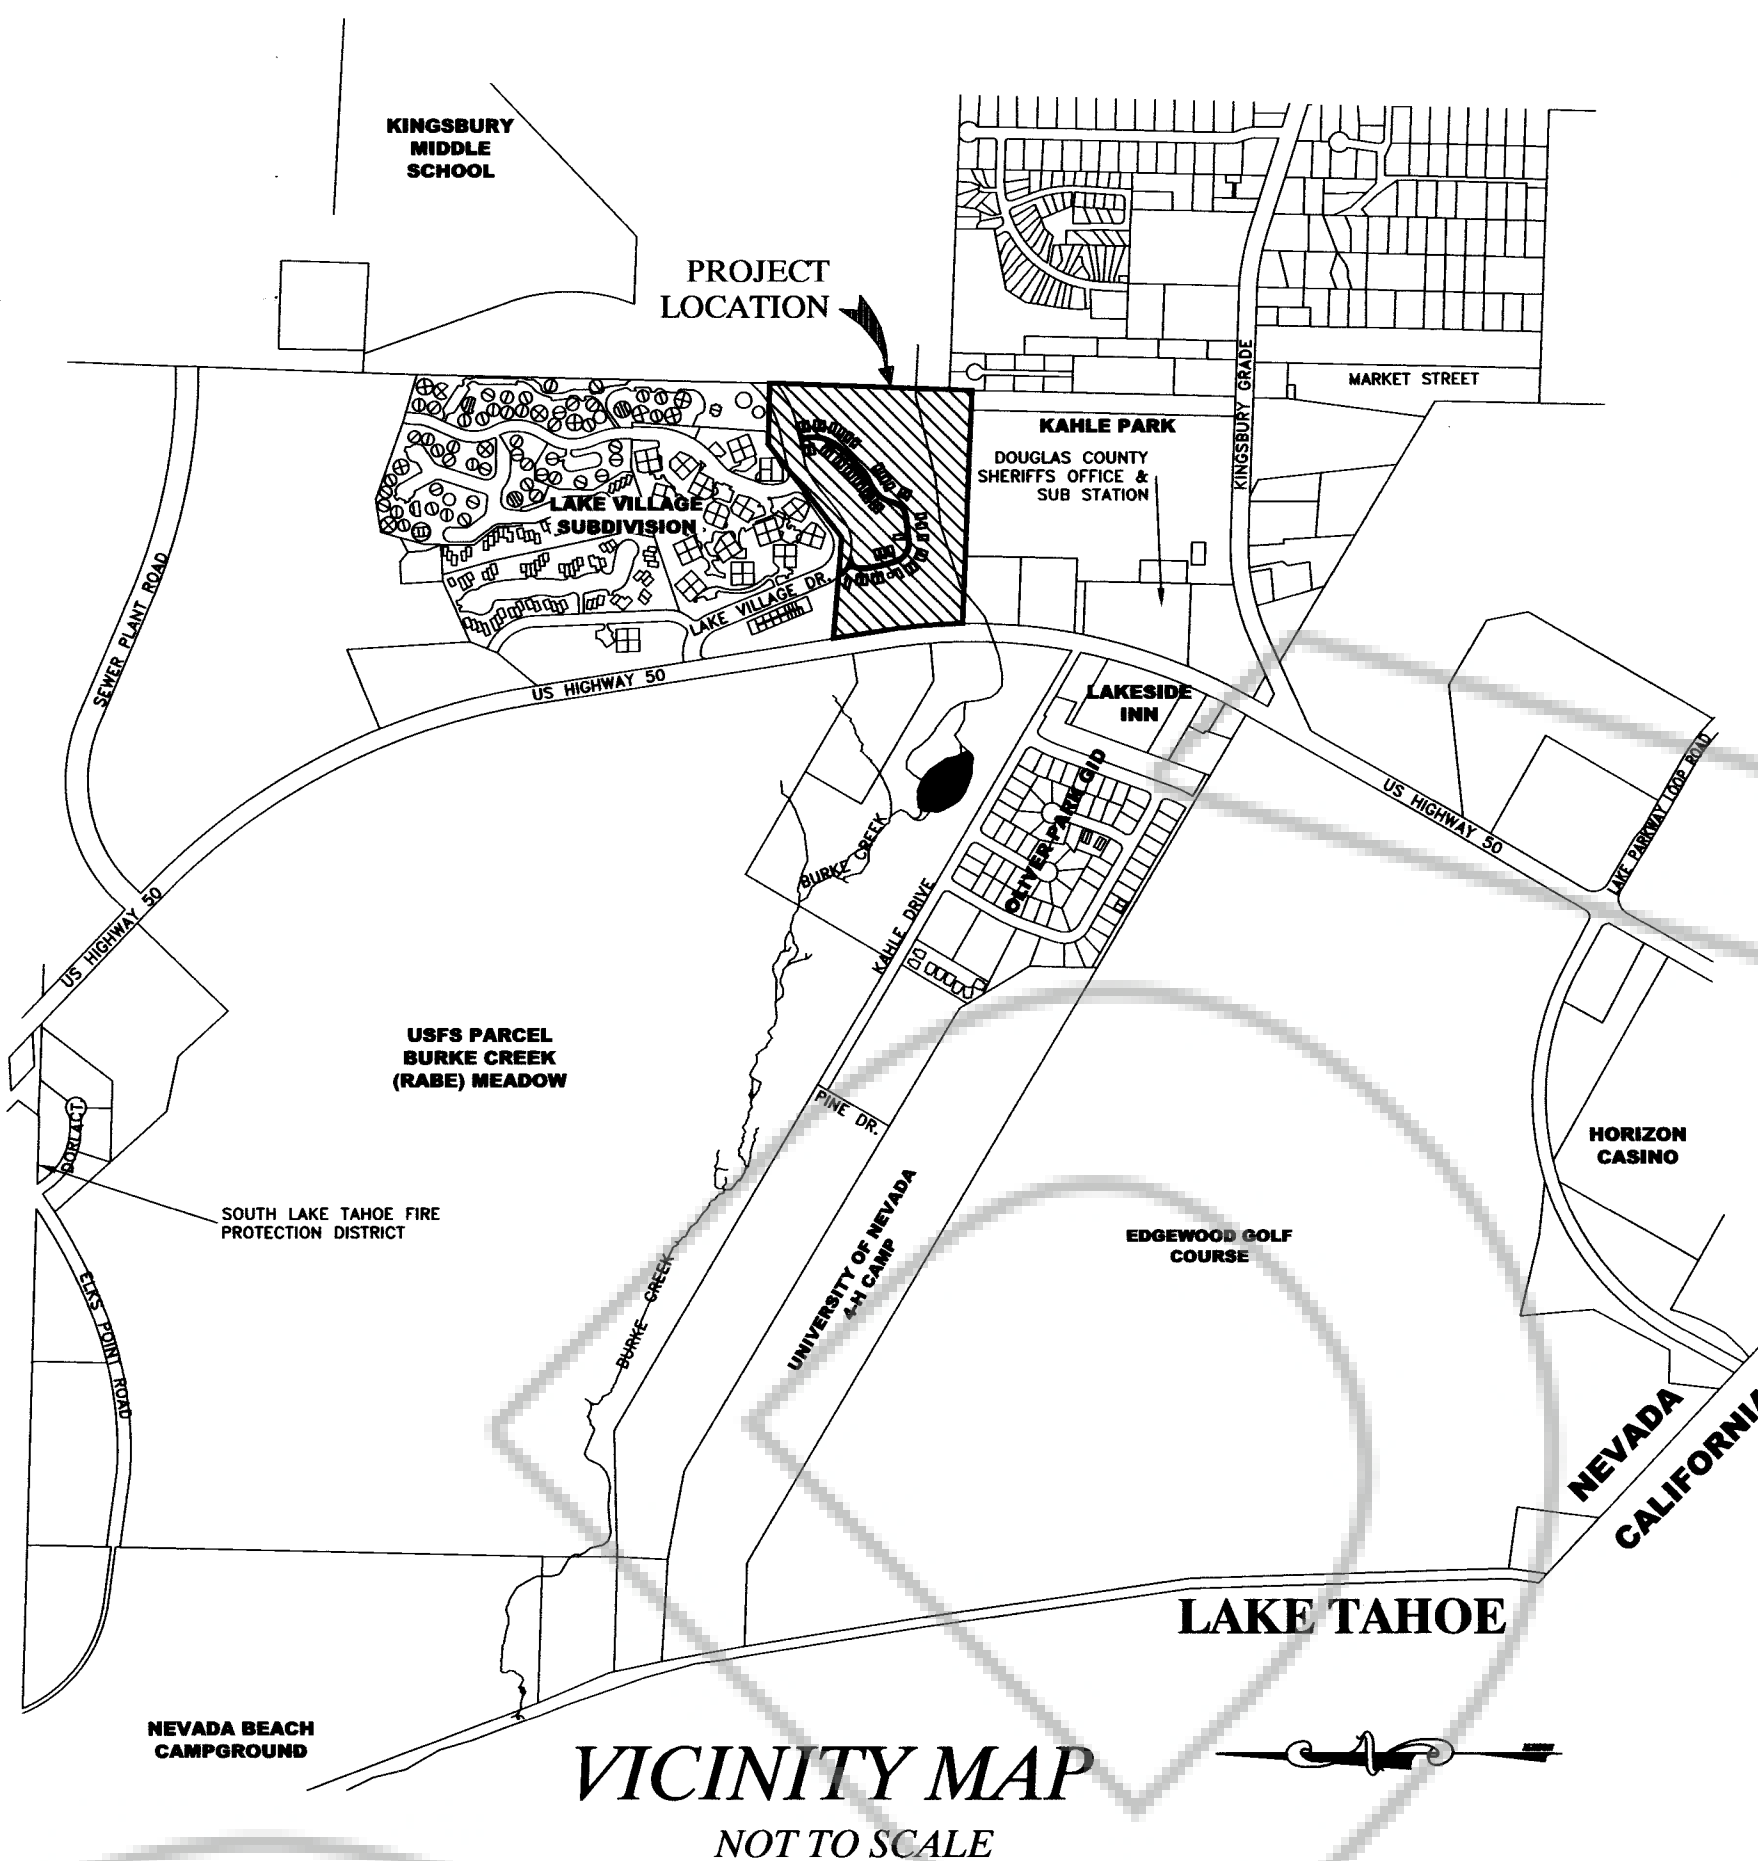 KINGSBURY
MIDDLE
SCHOOL
PROJECT
LOCATION
KINGSBURY GRADE
MARKET STREET
KAHLE PARK
DOUGLAS COUNTY
SHERIFFS OFFICE &
SUB STATION
LAKE VILLAGE
SUBDIVISION
LAKE VILLAGE DR.
SEWER PLANT ROAD
US HIGHWAY 50
LAKESIDE
INN
OLIVER PARK GID
US HIGHWAY 50
LAKE PARKWAY LOOP ROAD
BURKE CREEK
KAHLE DRIVE
US HIGHWAY 50
USFS PARCEL
BURKE CREEK
(RABE) MEADOW
PINE DR.
HORIZON
CASINO
SOUTH LAKE TAHOE FIRE
PROTECTION DISTRICT
UNIVERSITY OF NEVADA
4-H CAMP
EDGEWOOD GOLF
COURSE
BURKE CREEK
ELKS POINT ROAD
NEVADA
CALIFORNIA
LAKE TAHOE
NEVADA BEACH
CAMPGROUND
VICINITY MAP
NOT TO SCALE